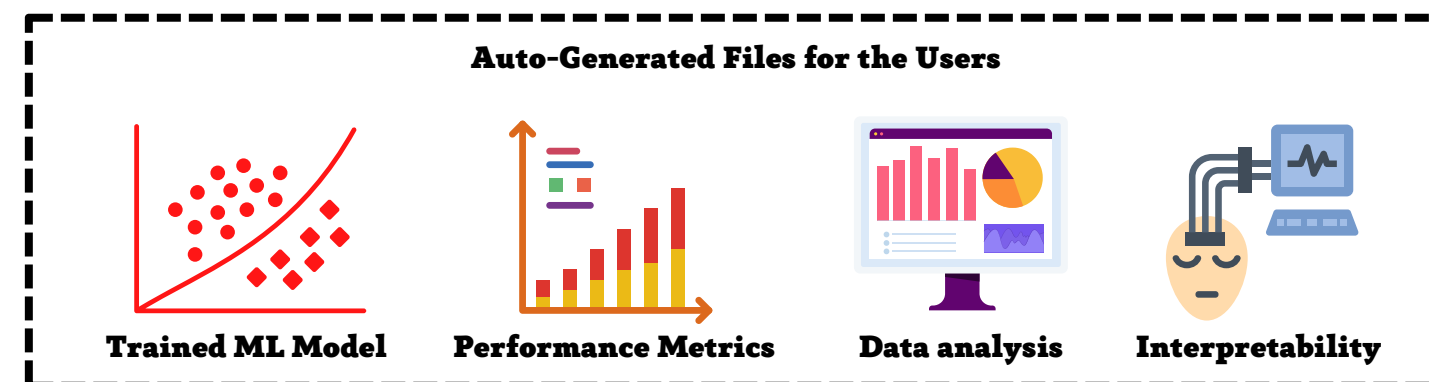 Auto-Generated Files for the Users
Trained ML Model
Performance Metrics
Data analysis
Interpretability